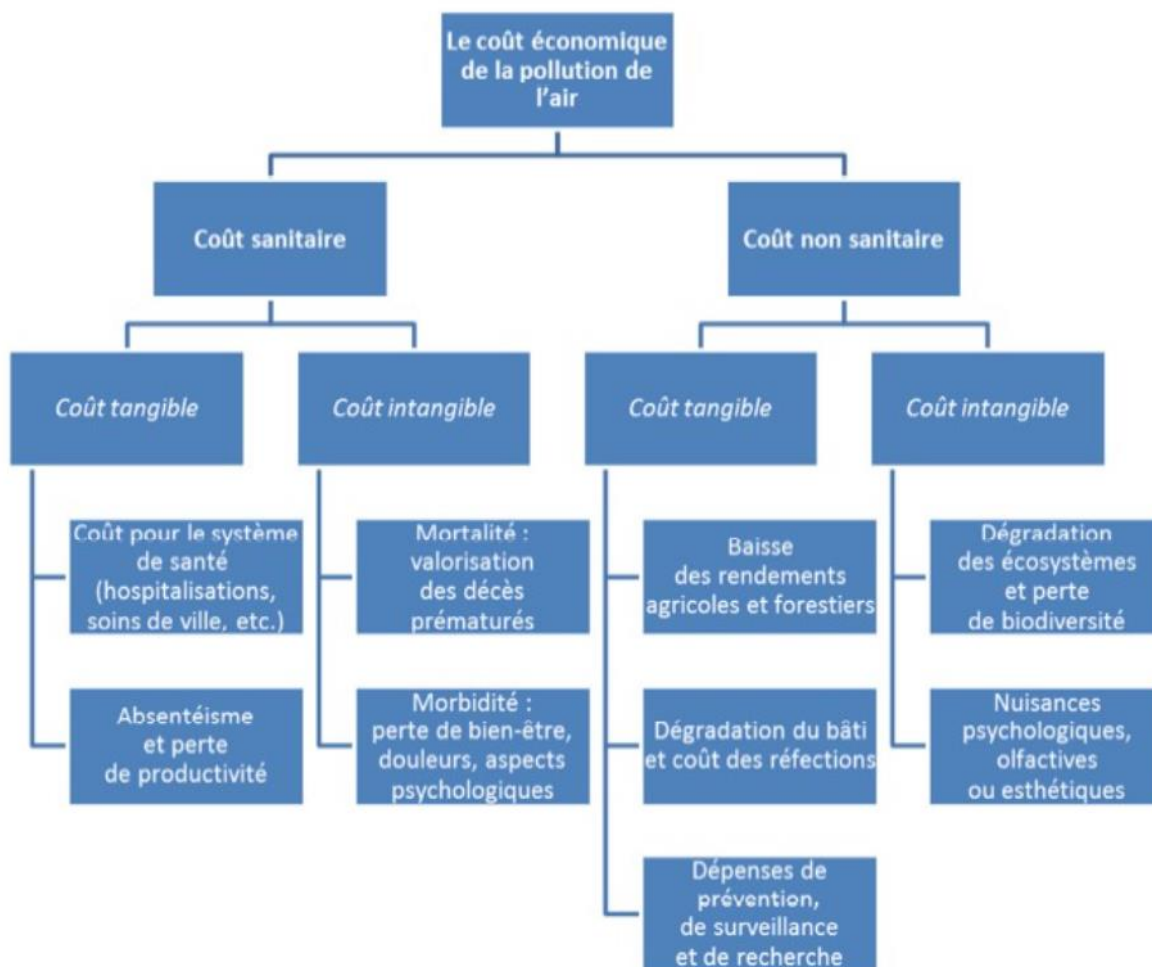 Le coût économique
de la pollution de
l'air
Coût sanitaire
Coût non sanitaire
Coût tangible
Coût intangible
Coût tangible
Coût intangible
Coût pour le système
de santé
(hospitalisations,
soins de ville, etc.)
Mortalité :
valorisation
des décès
prématurés
Baisse
des rendements
agricoles et forestiers
Dégradation
des écosystèmes
et perte
de biodiversité
Absentéisme
et perte
de productivité
Morbidité :
perte de bien-être,
douleurs, aspects
psychologiques
Dégradation du bâti
et coût des réfections
Nuisances
psychologiques,
olfactives
ou esthétiques
Dépenses de
prévention,
de surveillance
et de recherche